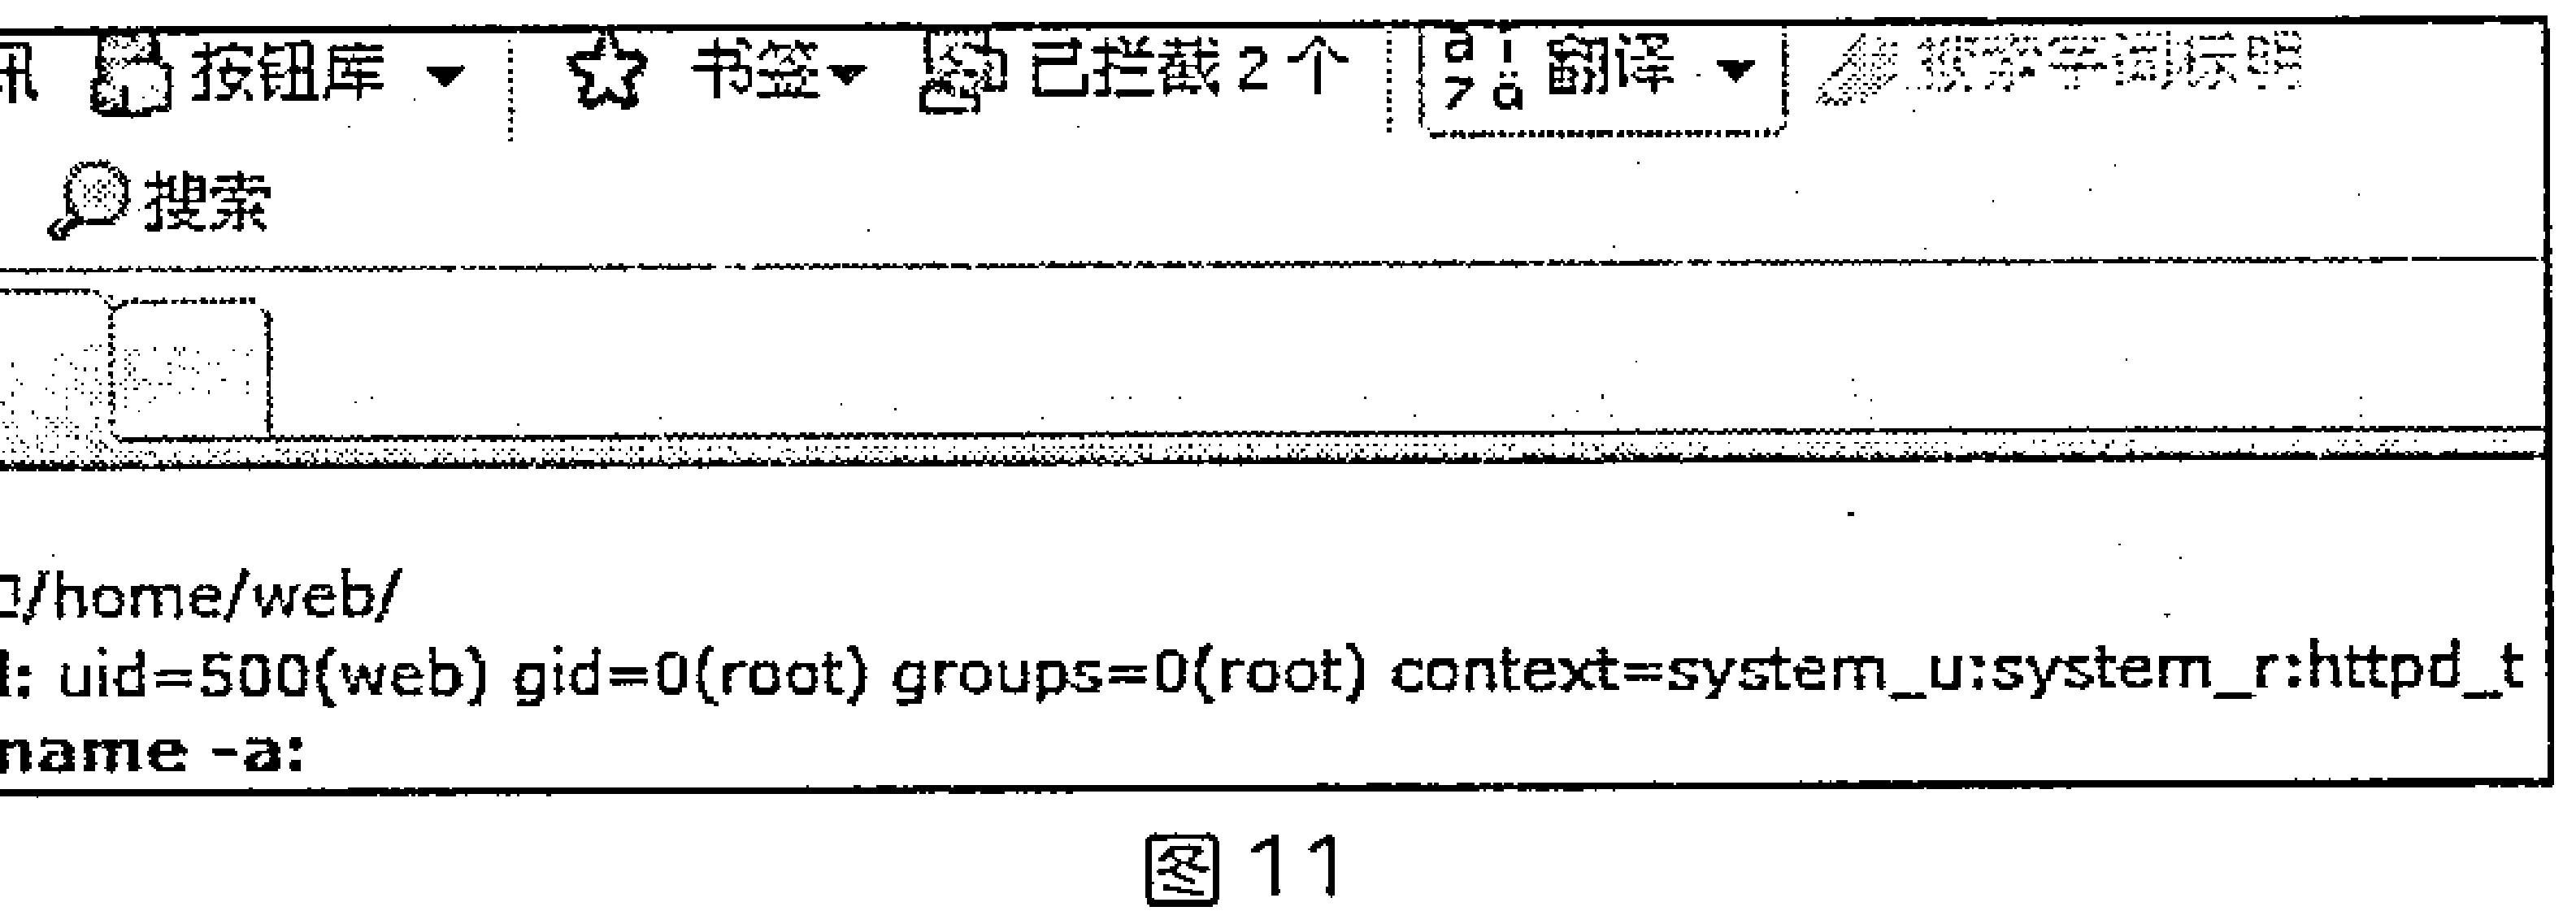 讯 按钮库 书签 已拦截 2 个 翻译
搜索
/home/web/
d: uid=500(web) gid=0(root) groups=0(root) context=system_u:system_r:httpd_t
name -a:
图 11